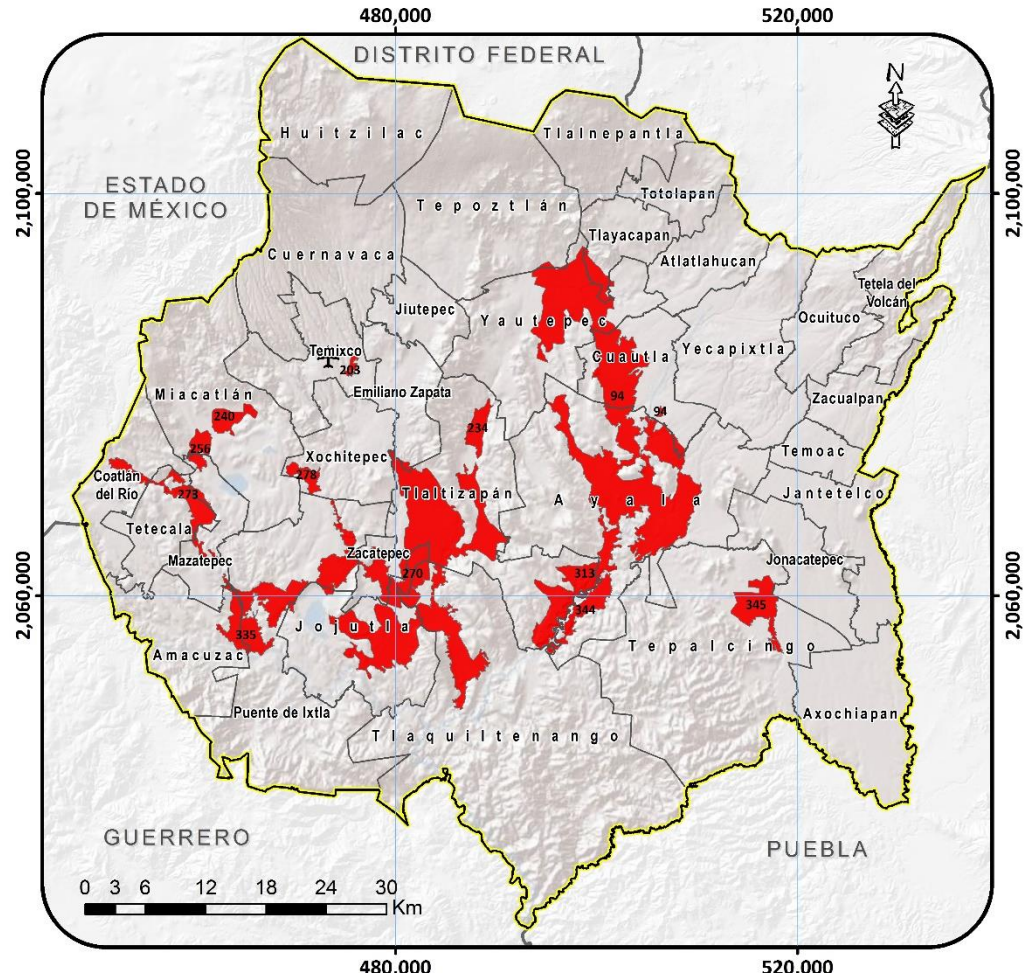 480,000
520,000
DISTRITO FEDERAL
N
Huitzilac
Tlalnepantla
2,100,000
2,100,000
ESTADO
DE MÉXICO
Totolapan
Tepoztlán
Tlayacapan
Cuernavaca
Atlatlahucan
Tetela del
Volcán
Jiutepec
Ocuituco
Yautepec
Temixco
Cuautla
Yecapixtla
203
Emiliano Zapata
Miacatlán
94
Zacualpan
240
94
234
256
Temoac
Xochitepec
Coatlán
del Río
278
Tlaltizapán
Ayala
Jantetelco
273
Tetecala
Zacatepec
Mazatepec
Jonacatepec
270
313
2,060,000
2,060,000
344
345
Jojutla
335
Tepalcingo
Amacuzac
Puente de Ixtla
Axochiapan
Tlaquiltenango
GUERRERO
PUEBLA
0 3 6 12 18 24 30
Km
480,000
520,000